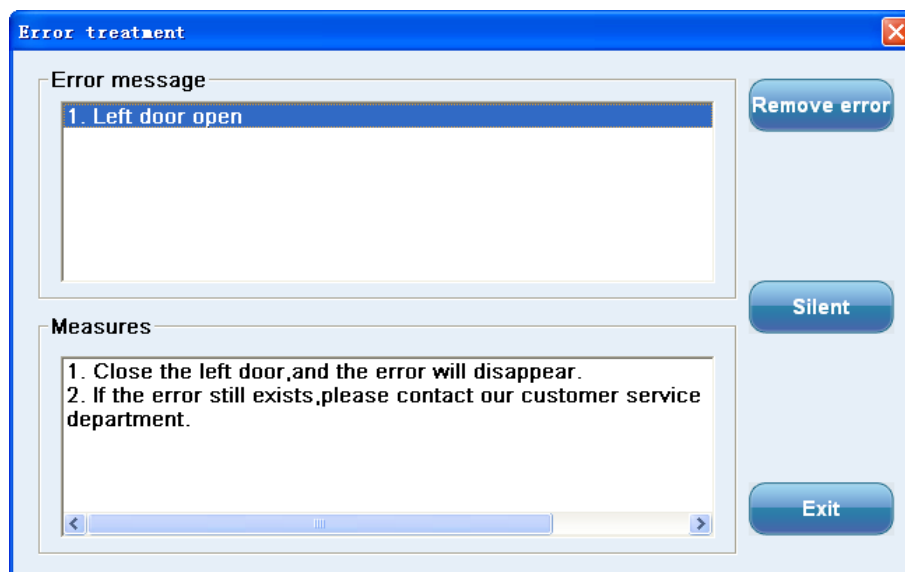 Error treatment
Error message
Remove error
1. Left door open
Silent
Measures
1. Close the left door,and the error will disappear.
2. If the error still exists,please contact our customer service
department.
Exit